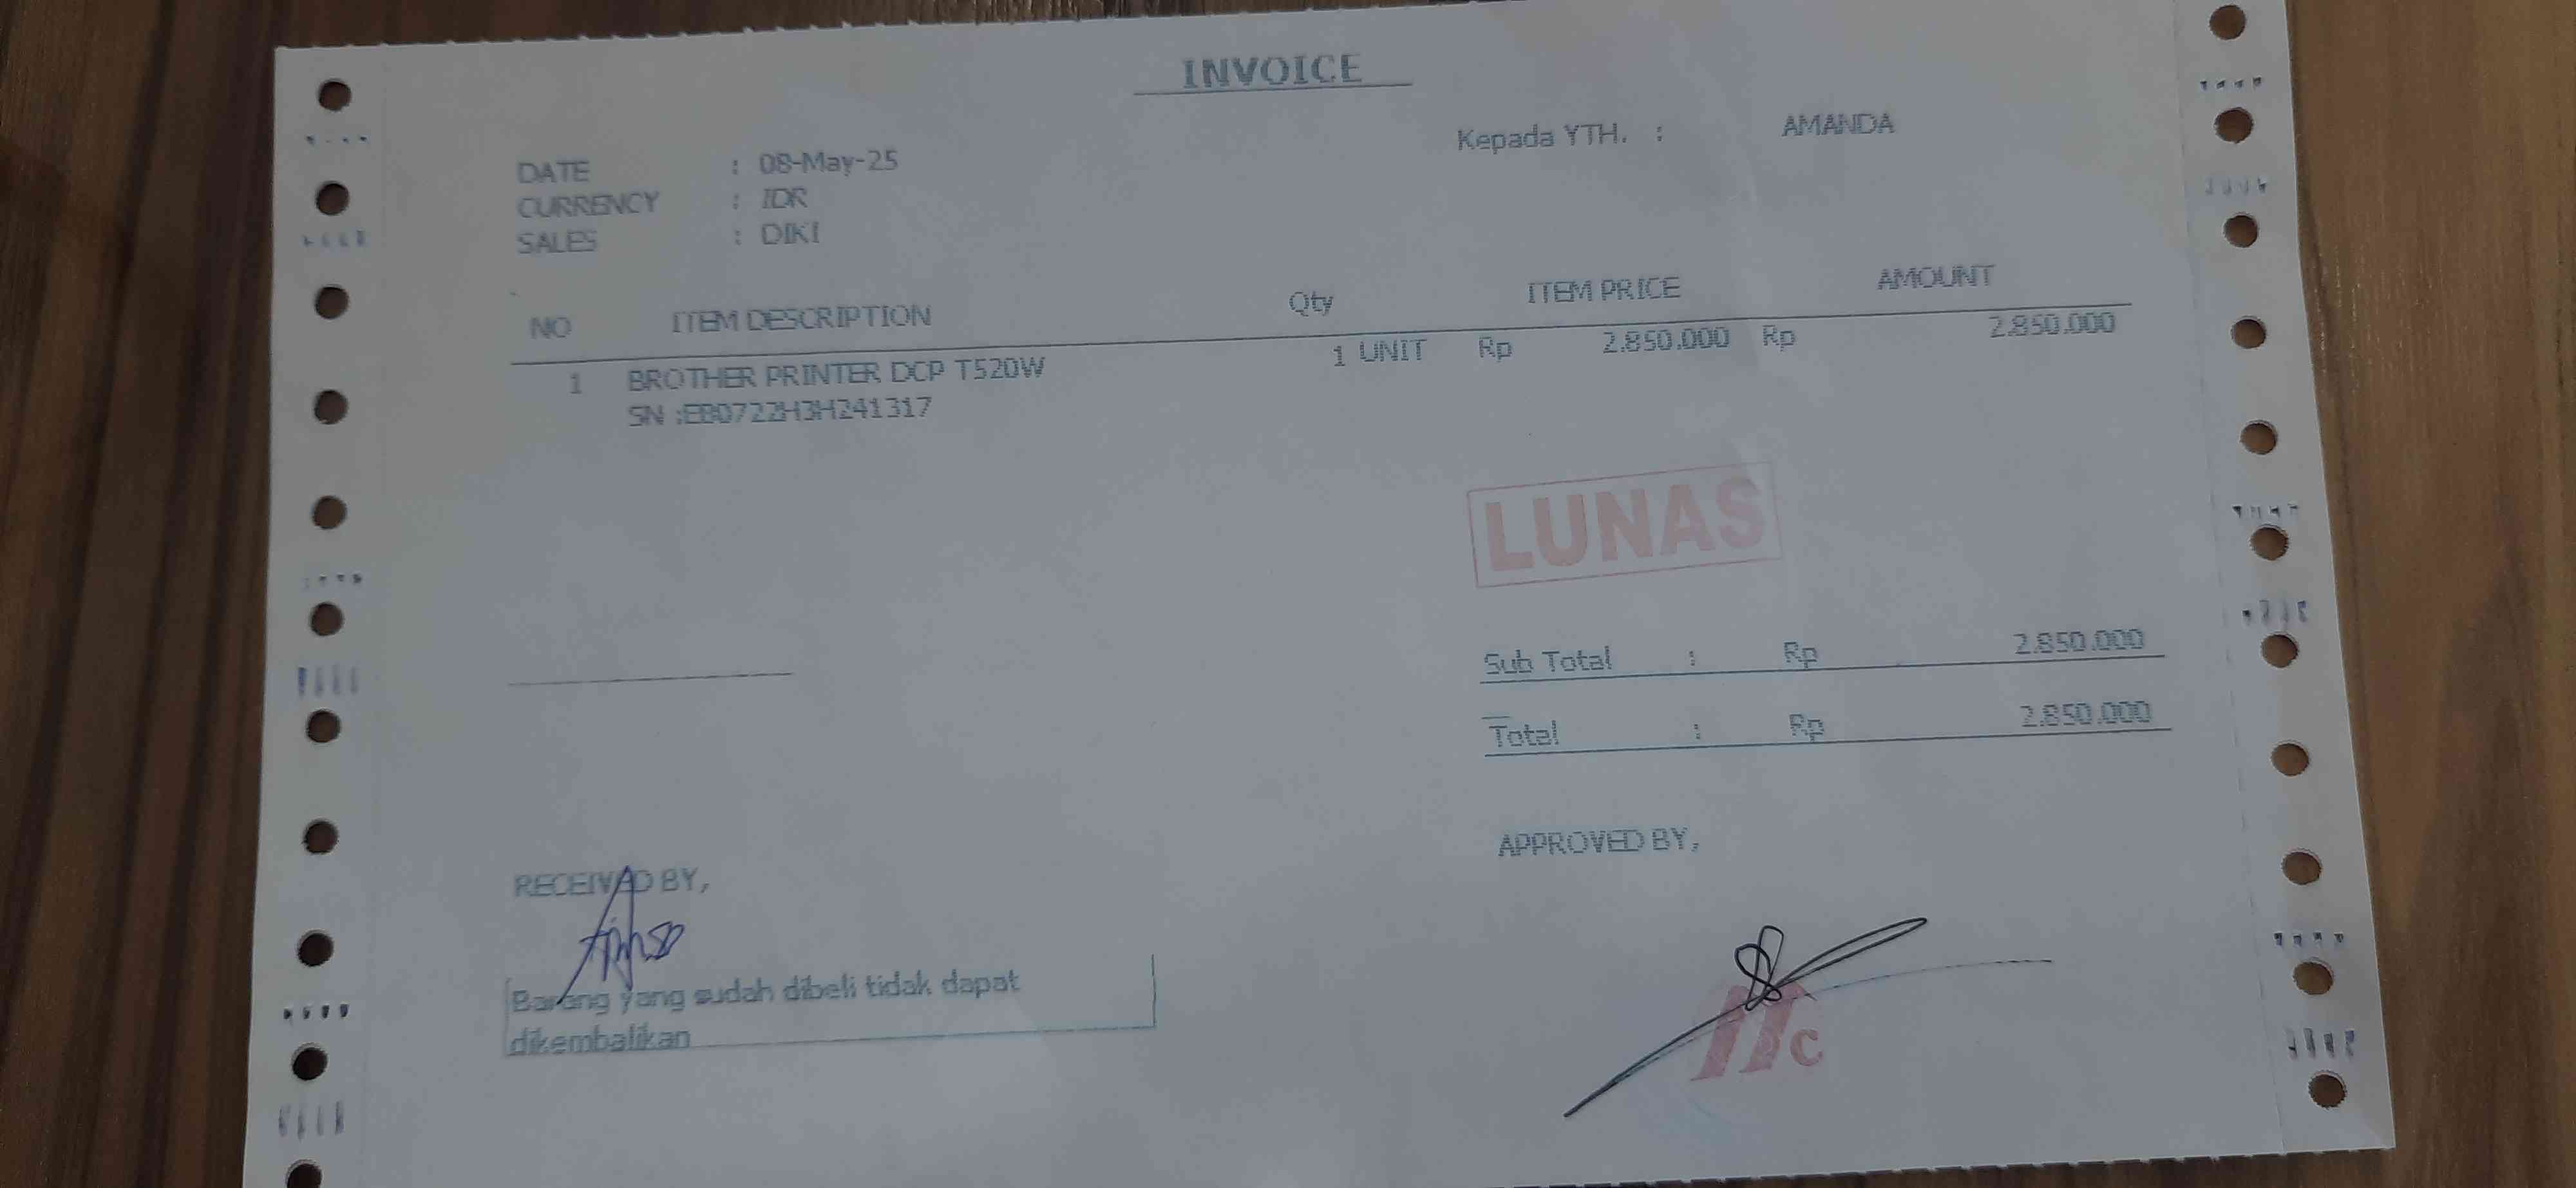 INVOICE
DATE : 08-May-25
CURRENCY : IDR
SALES : DIKI
Kepada YTH. : AMANDA
NO ITEM DESCRIPTION Qty ITEM PRICE AMOUNT
1 BROTHER PRINTER DCP T520W 1 UNIT Rp 2.850.000 Rp 2.850.000
SN :E80722H3H241317
LUNAS
Sub Total : Rp 2.850.000
Total : Rp 2.850.000
RECEIVED BY,
APPROVED BY,
Barang yang sudah dibeli tidak dapat
dikembalikan